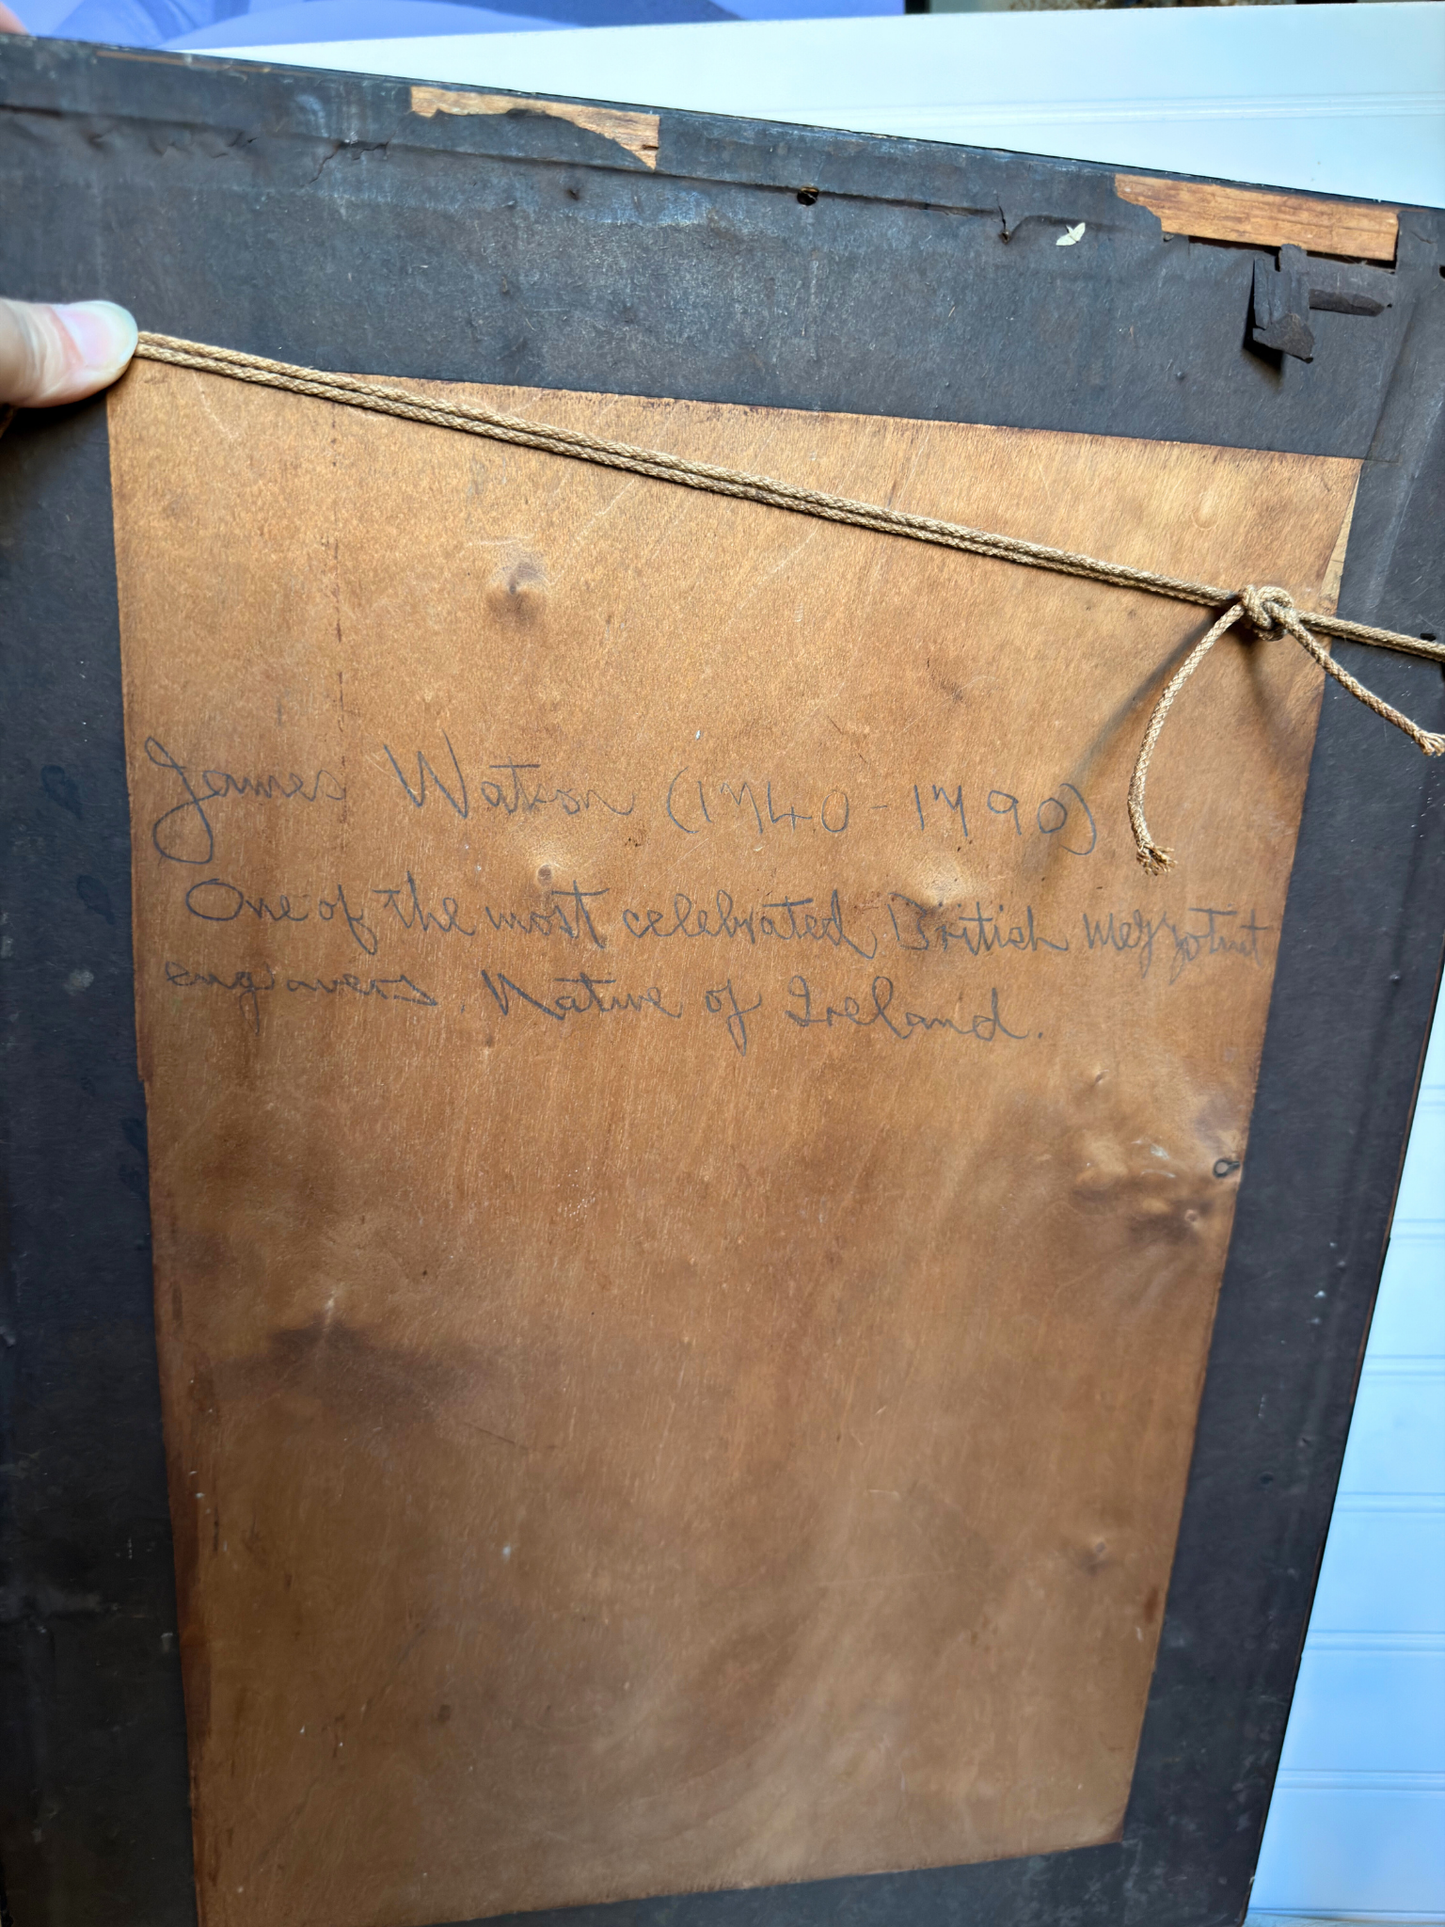 James Watson (1740-1790)
One of the most celebrated British mezzotint
engravers. Native of Ireland.